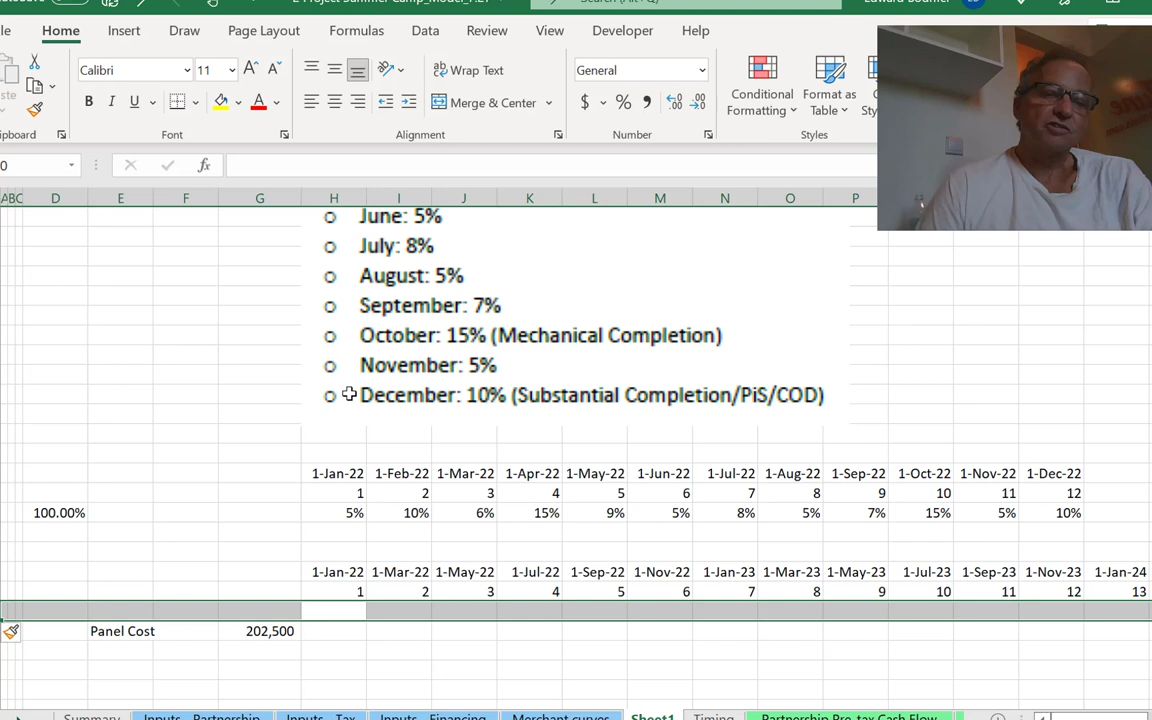 File Home Insert Draw Page Layout Formulas Data Review View Developer Help
Calibri 11 Wrap Text General
Merge & Center Conditional Formatting Format as Table
Font Alignment Number Styles
fx
D E F G H I J K L M N O P
June: 5%
July: 8%
August: 5%
September: 7%
October: 15% (Mechanical Completion)
November: 5%
December: 10% (Substantial Completion/PiS/COD)
1-Jan-22 1-Feb-22 1-Mar-22 1-Apr-22 1-May-22 1-Jun-22 1-Jul-22 1-Aug-22 1-Sep-22 1-Oct-22 1-Nov-22 1-Dec-22
1 2 3 4 5 6 7 8 9 10 11 12
100.00% 5% 10% 6% 15% 9% 5% 8% 5% 7% 15% 5% 10%
1-Jan-22 1-Mar-22 1-May-22 1-Jul-22 1-Sep-22 1-Nov-22 1-Jan-23 1-Mar-23 1-May-23 1-Jul-23 1-Sep-23 1-Nov-23 1-Jan-24
1 2 3 4 5 6 7 8 9 10 11 12 13
Panel Cost 202,500
Summary Inputs - Partnership Inputs - Tax Inputs - Financing Merchant curves Sheet1 Timing Partnership Pre-tax Cash Flow